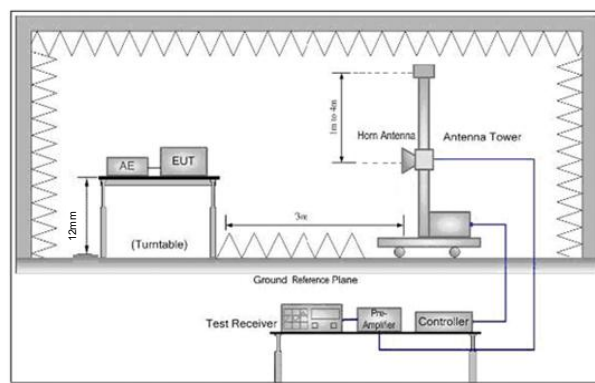 1m to 4m
Horn Antenna
Antenna Tower
AE
EUT
12mm
(Turntable)
3m
Ground Reference Plane
Test Receiver
Pre-
Amplifier
Controller